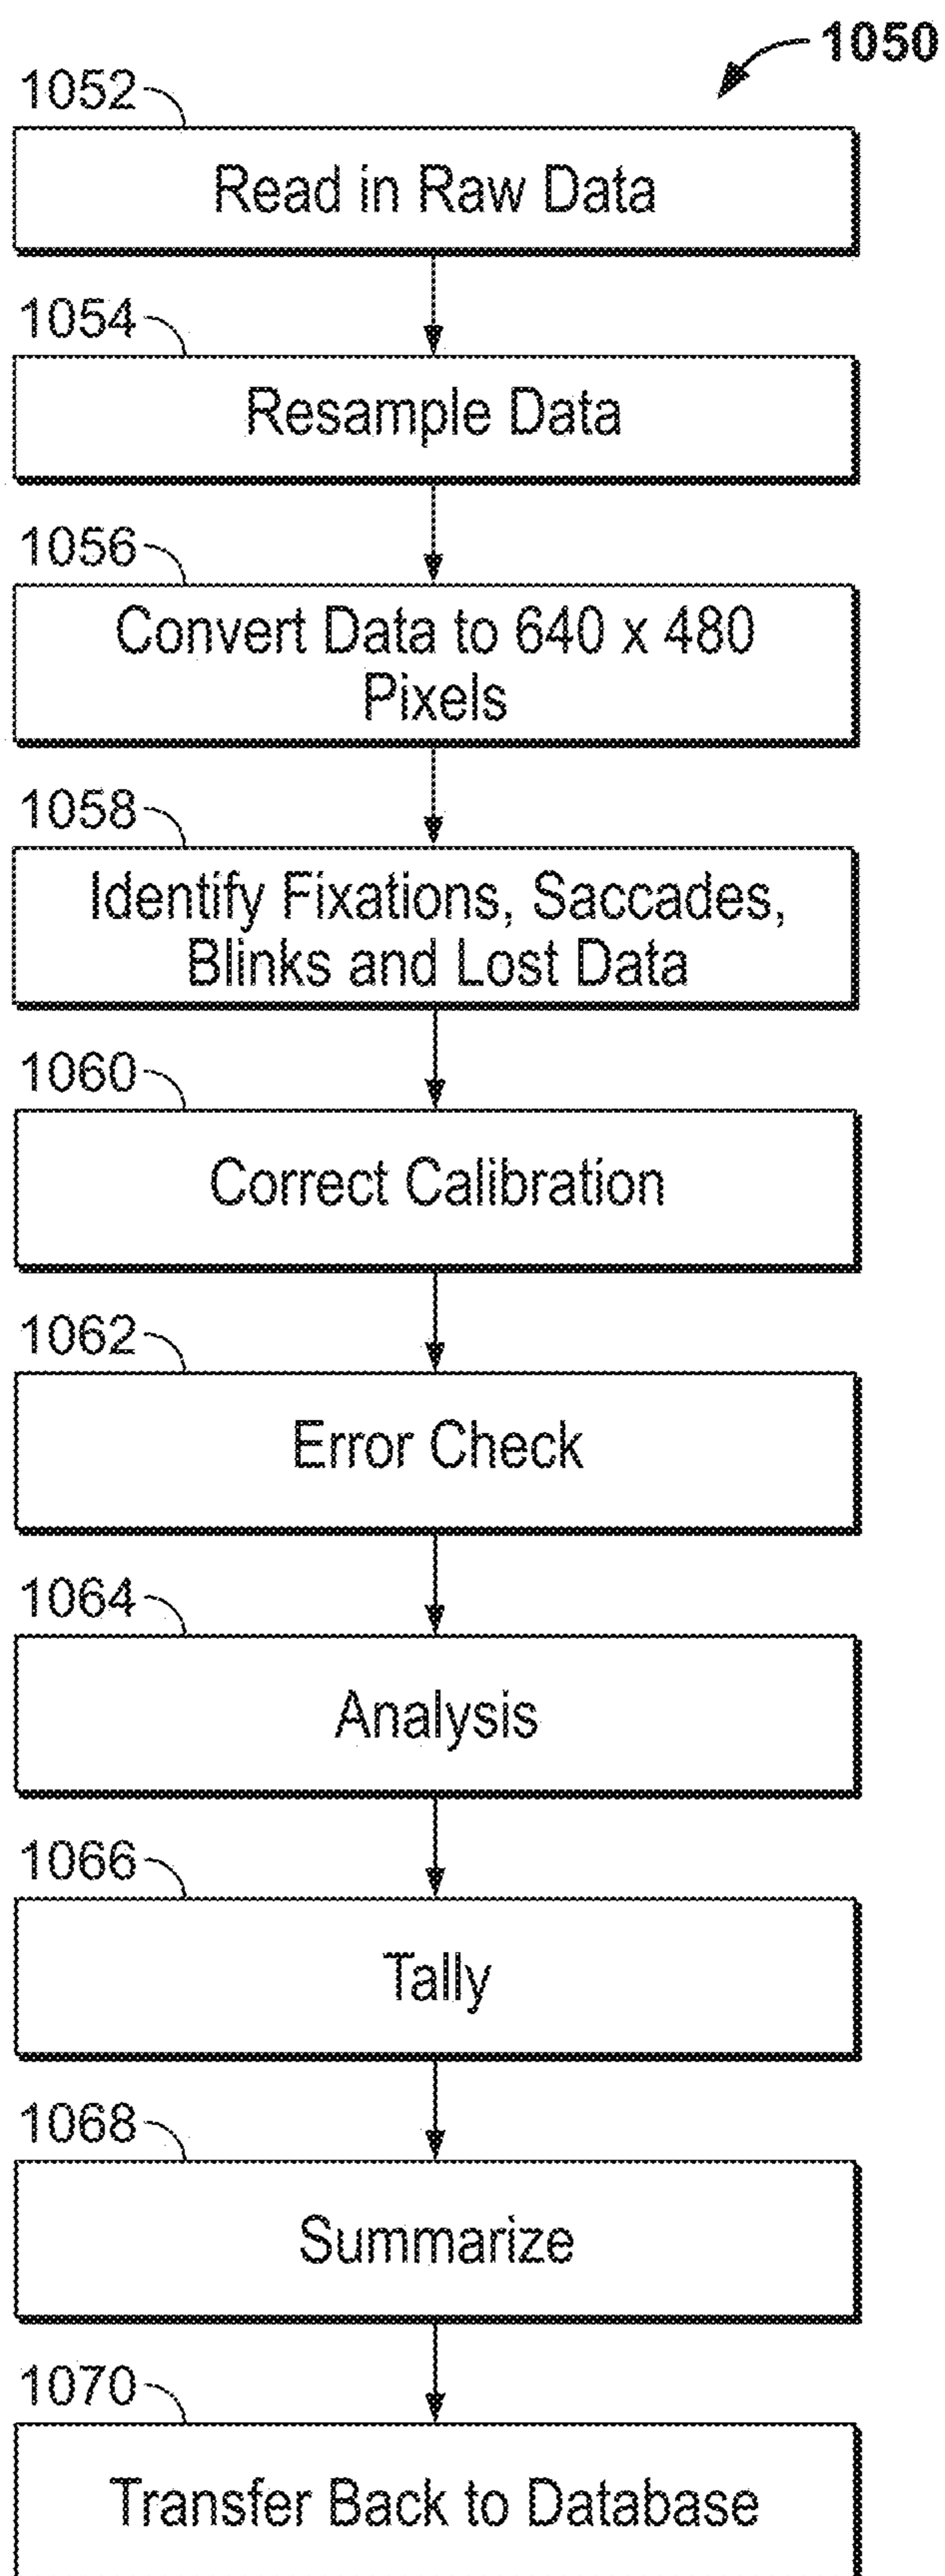 1050
1052
Read in Raw Data
1054
Resample Data
1056
Convert Data to 640 x 480
Pixels
1058
Identify Fixations, Saccades,
Blinks and Lost Data
1060
Correct Calibration
1062
Error Check
1064
Analysis
1066
Tally
1068
Summarize
1070
Transfer Back to Database